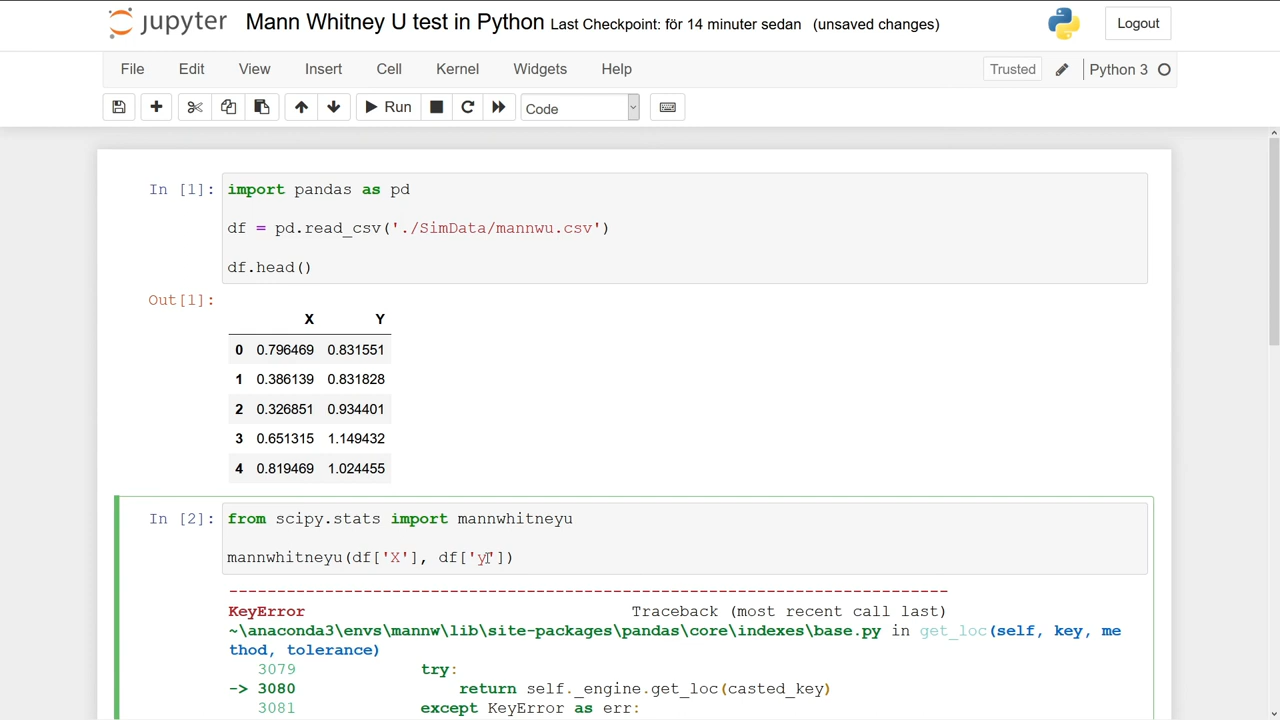 jupyter Mann Whitney U test in Python Last Checkpoint: för 14 minuter sedan (unsaved changes) Logout
File Edit View Insert Cell Kernel Widgets Help Trusted Python 3
Run Code
In [1]: import pandas as pd
df = pd.read_csv('./SimData/mannwu.csv')
df.head()
Out[1]:
X Y
0 0.796469 0.831551
1 0.386139 0.831828
2 0.326851 0.934401
3 0.651315 1.149432
4 0.819469 1.024455
In [2]: from scipy.stats import mannwhitneyu
mannwhitneyu(df['X'], df['y'])
---------------------------------------------------------------------------
KeyError Traceback (most recent call last)
~\anaconda3\envs\mannw\lib\site-packages\pandas\core\indexes\base.py in get_loc(self, key, me
thod, tolerance)
3079 try:
-> 3080 return self._engine.get_loc(casted_key)
3081 except KeyError as err: